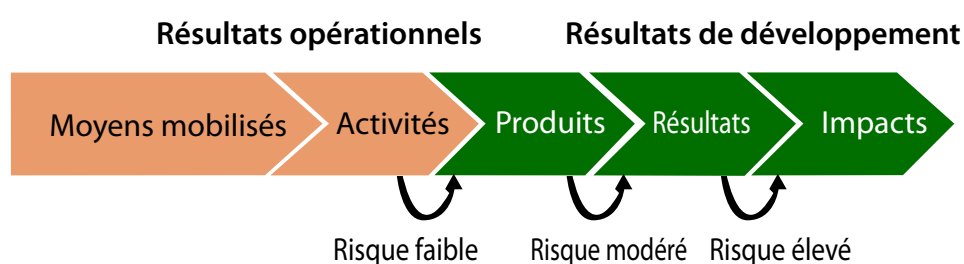 Résultats opérationnels
Résultats de développement
Moyens mobilisés
Activités
Produits
Résultats
Impacts
Risque faible
Risque modéré
Risque élevé